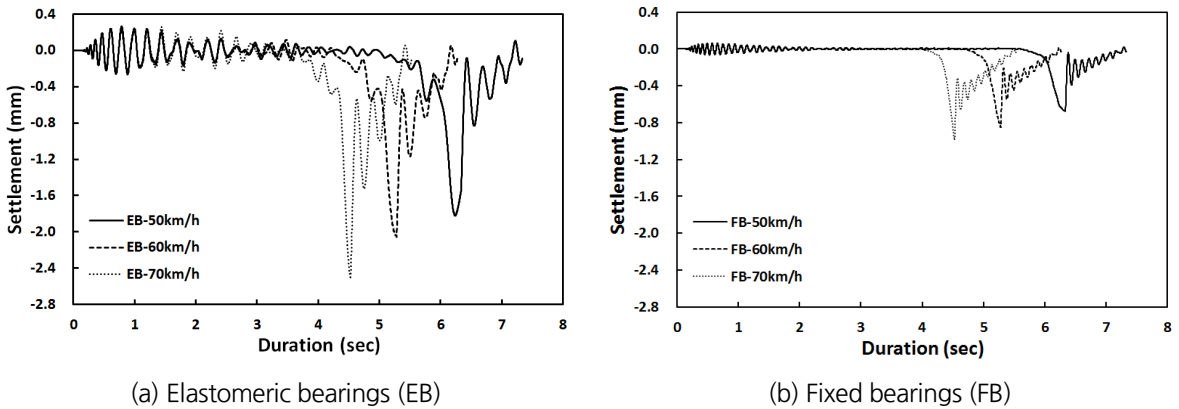 0.4
0.0
-0.4
-0.8
-1.2
-1.6
-2.0
-2.4
-2.8
Settlement (mm)
EB-50km/h
EB-60km/h
EB-70km/h
0 1 2 3 4 5 6 7 8
Duration (sec)
(a) Elastomeric bearings (EB)
0.4
0.0
-0.4
-0.8
-1.2
-1.6
-2.0
-2.4
-2.8
Settlement (mm)
FB-50km/h
FB-60km/h
FB-70km/h
0 1 2 3 4 5 6 7 8
Duration (sec)
(b) Fixed bearings (FB)